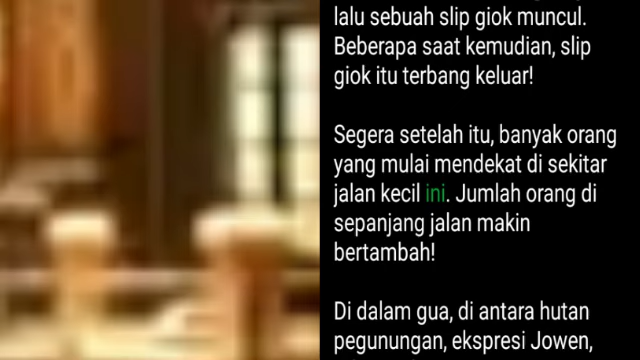 lalu sebuah slip giok muncul.
Beberapa saat kemudian, slip
giok itu terbang keluar!
Segera setelah itu, banyak orang
yang mulai mendekat di sekitar
jalan kecil ini. Jumlah orang di
sepanjang jalan makin
bertambah!
Di dalam gua, di antara hutan
pegunungan, ekspresi Jowen,